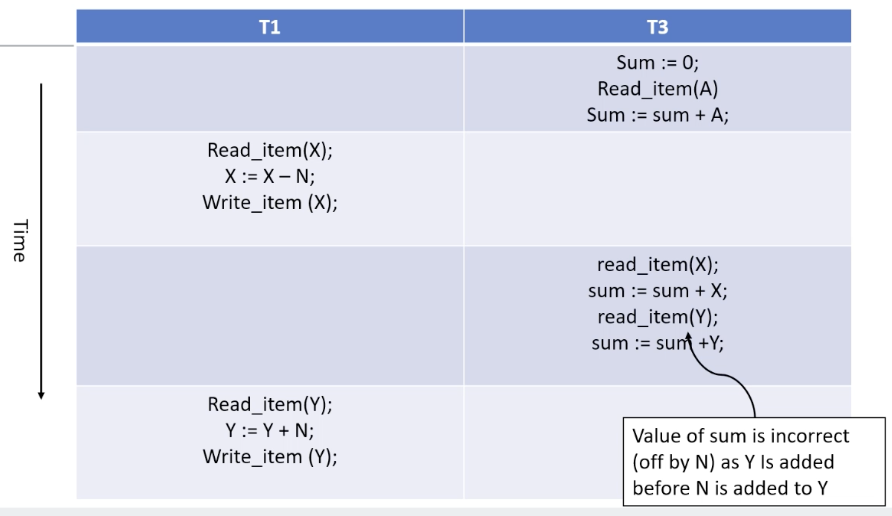 T1
T3
Sum := 0;
Read_item(A)
Sum := sum + A;
Read_item(X);
X := X – N;
Write_item (X);
Time
read_item(X);
sum := sum + X;
read_item(Y);
sum := sum +Y;
Read_item(Y);
Y := Y + N;
Write_item (Y);
Value of sum is incorrect
(off by N) as Y Is added
before N is added to Y